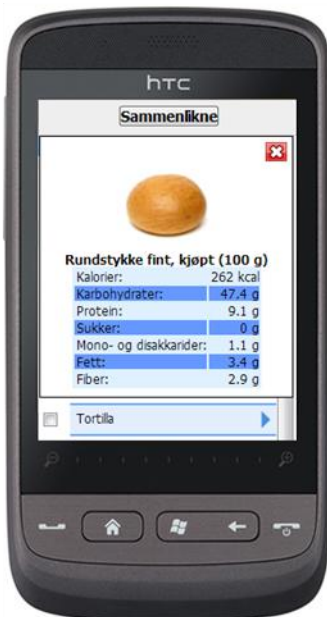 hTC
Sammenlikne
Rundstykke fint, kjøpt (100 g)
Kalorier: 262 kcal
Karbohydrater: 47.4 g
Protein: 9.1 g
Sukker: 0 g
Mono- og disakkarider: 1.1 g
Fett: 3.4 g
Fiber: 2.9 g
Tortilla